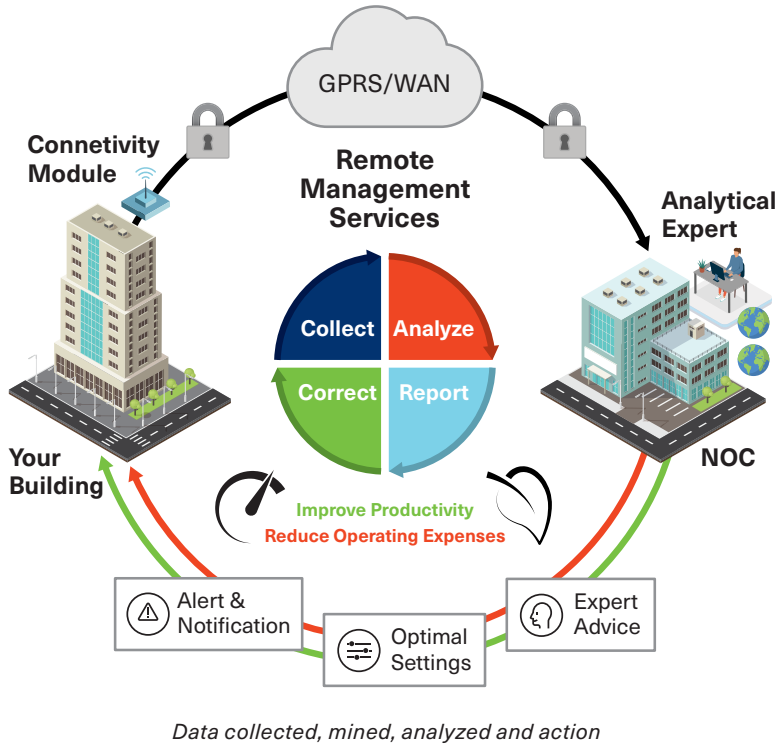 GPRS/WAN
Connetivity
Module
Remote
Management
Services
Analytical
Expert
Collect
Analyze
Correct
Report
Your
Building
NOC
Improve Productivity
Reduce Operating Expenses
Alert &
Notification
Optimal
Settings
Expert
Advice
Data collected, mined, analyzed and action